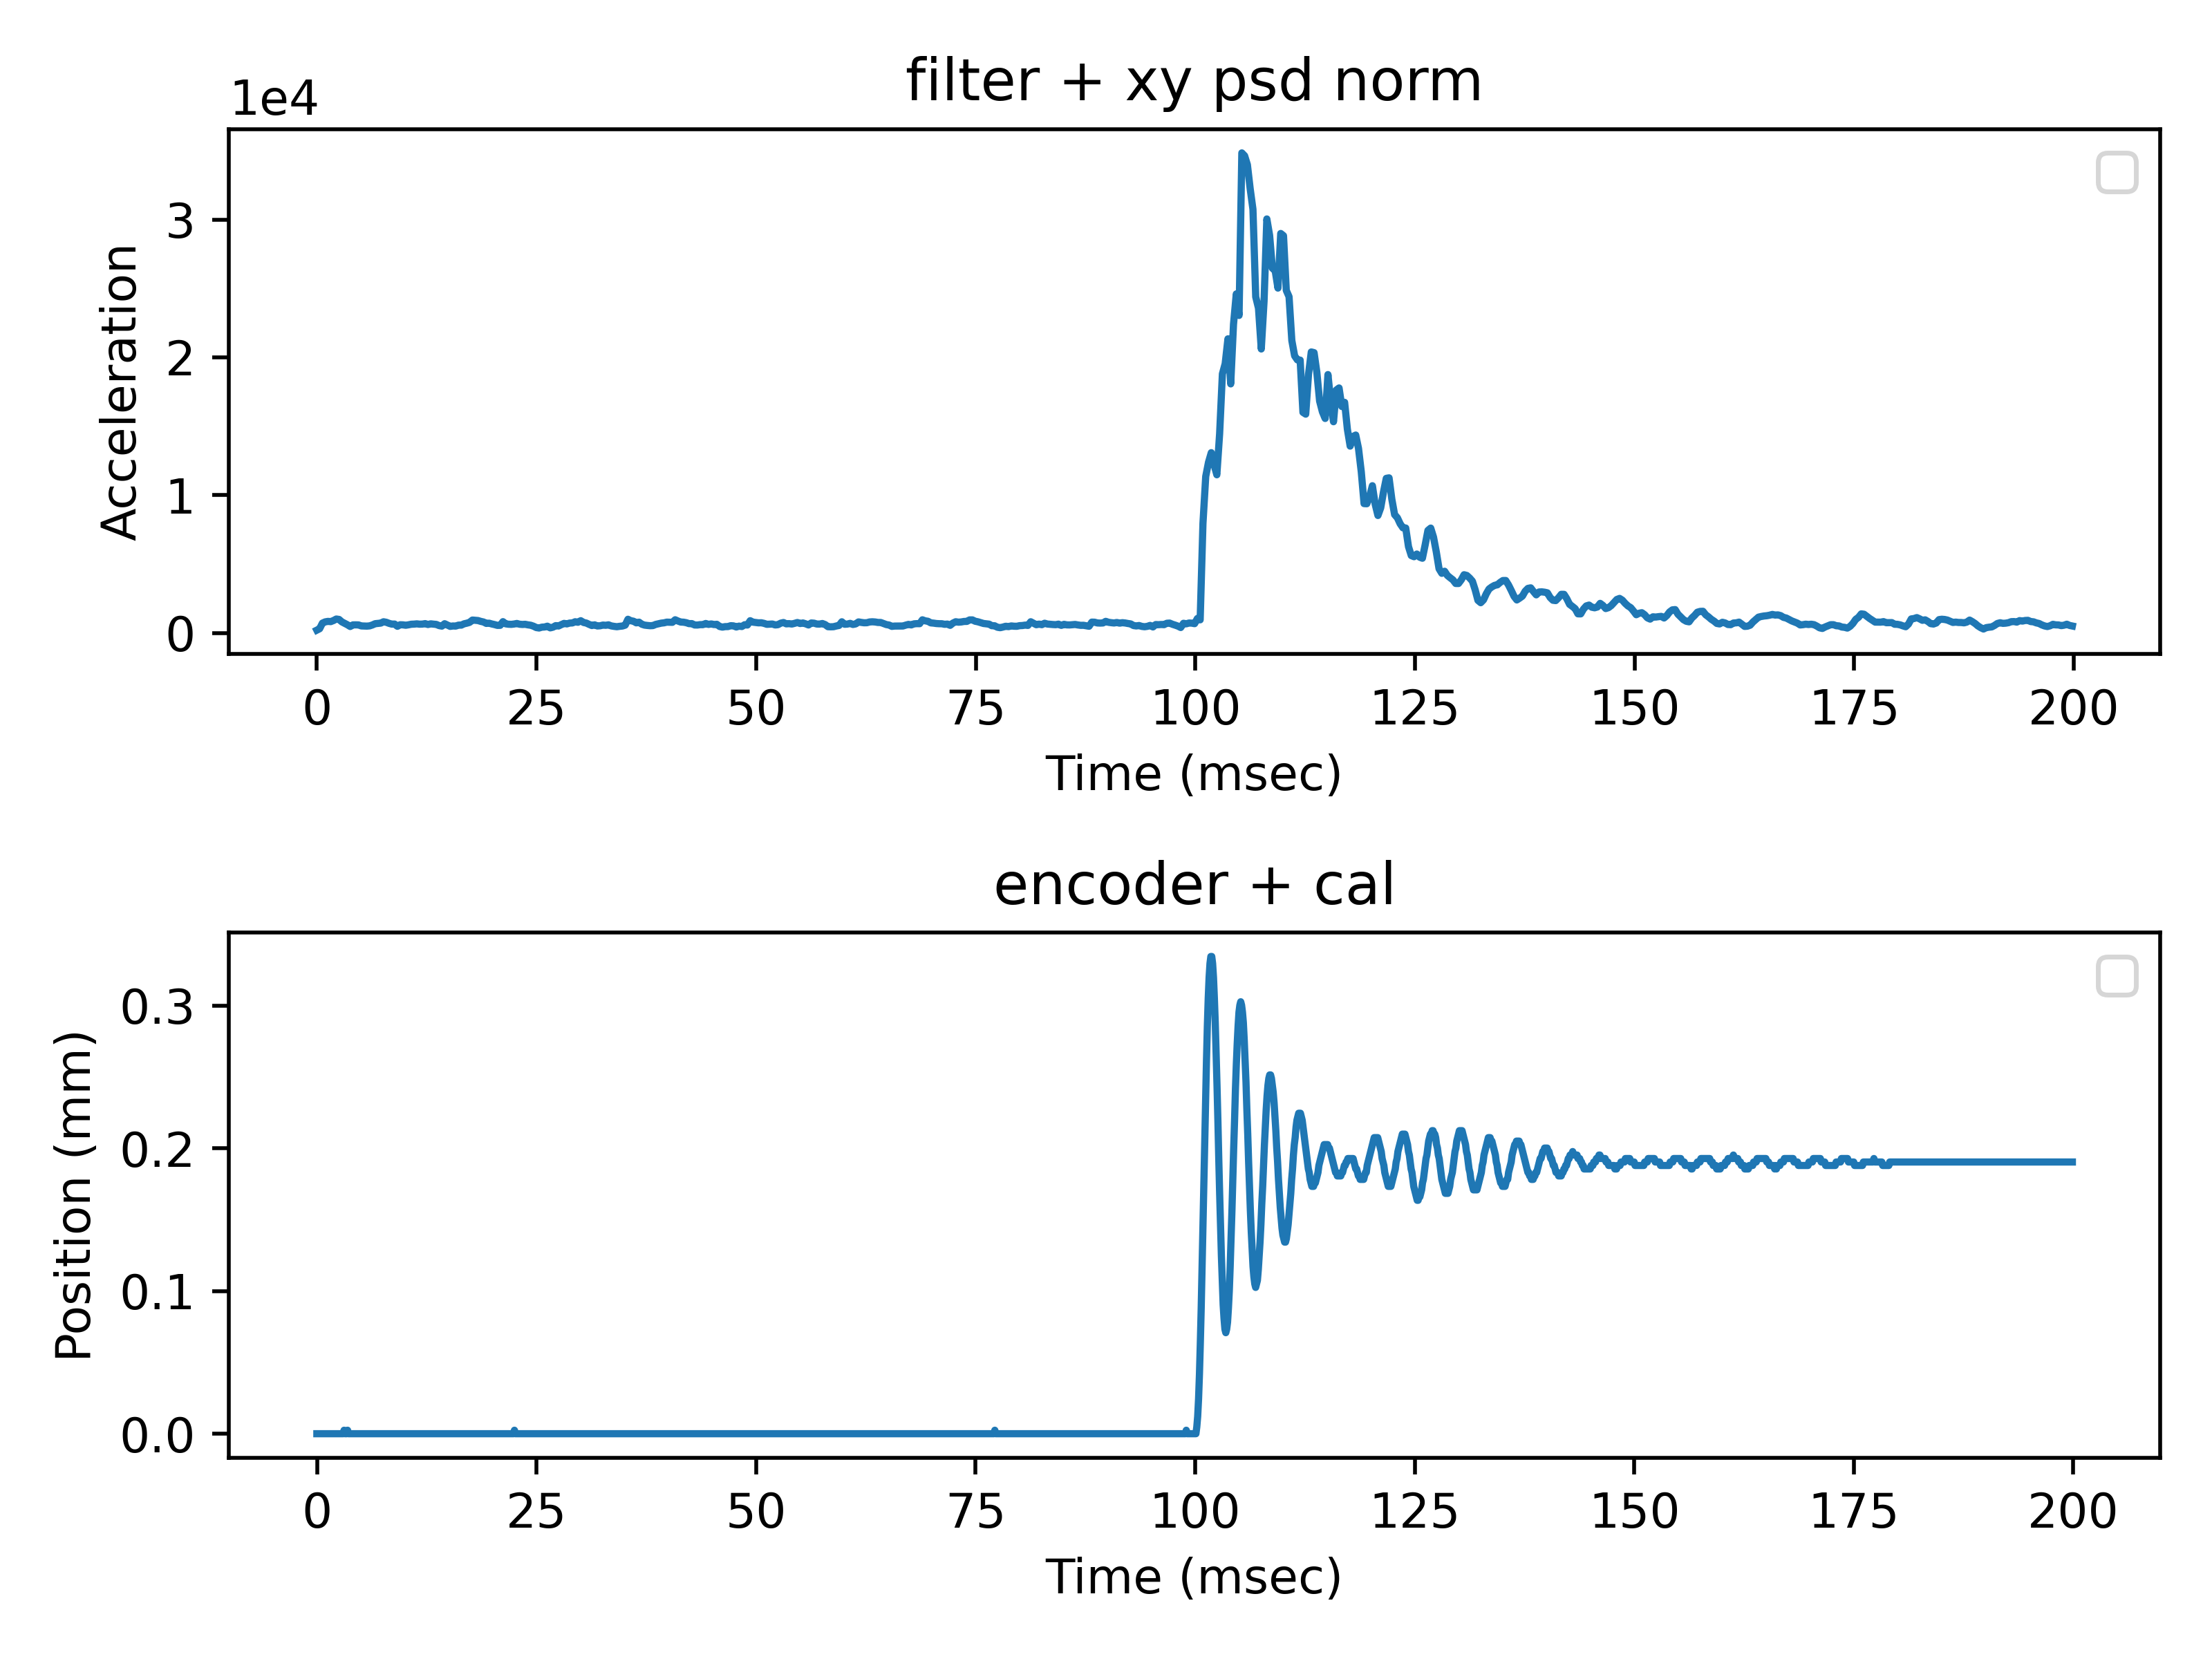 filter + xy psd norm
1e4
Acceleration
3
2
1
0
0 25 50 75 100 125 150 175 200
Time (msec)
encoder + cal
Position (mm)
0.3
0.2
0.1
0.0
0 25 50 75 100 125 150 175 200
Time (msec)